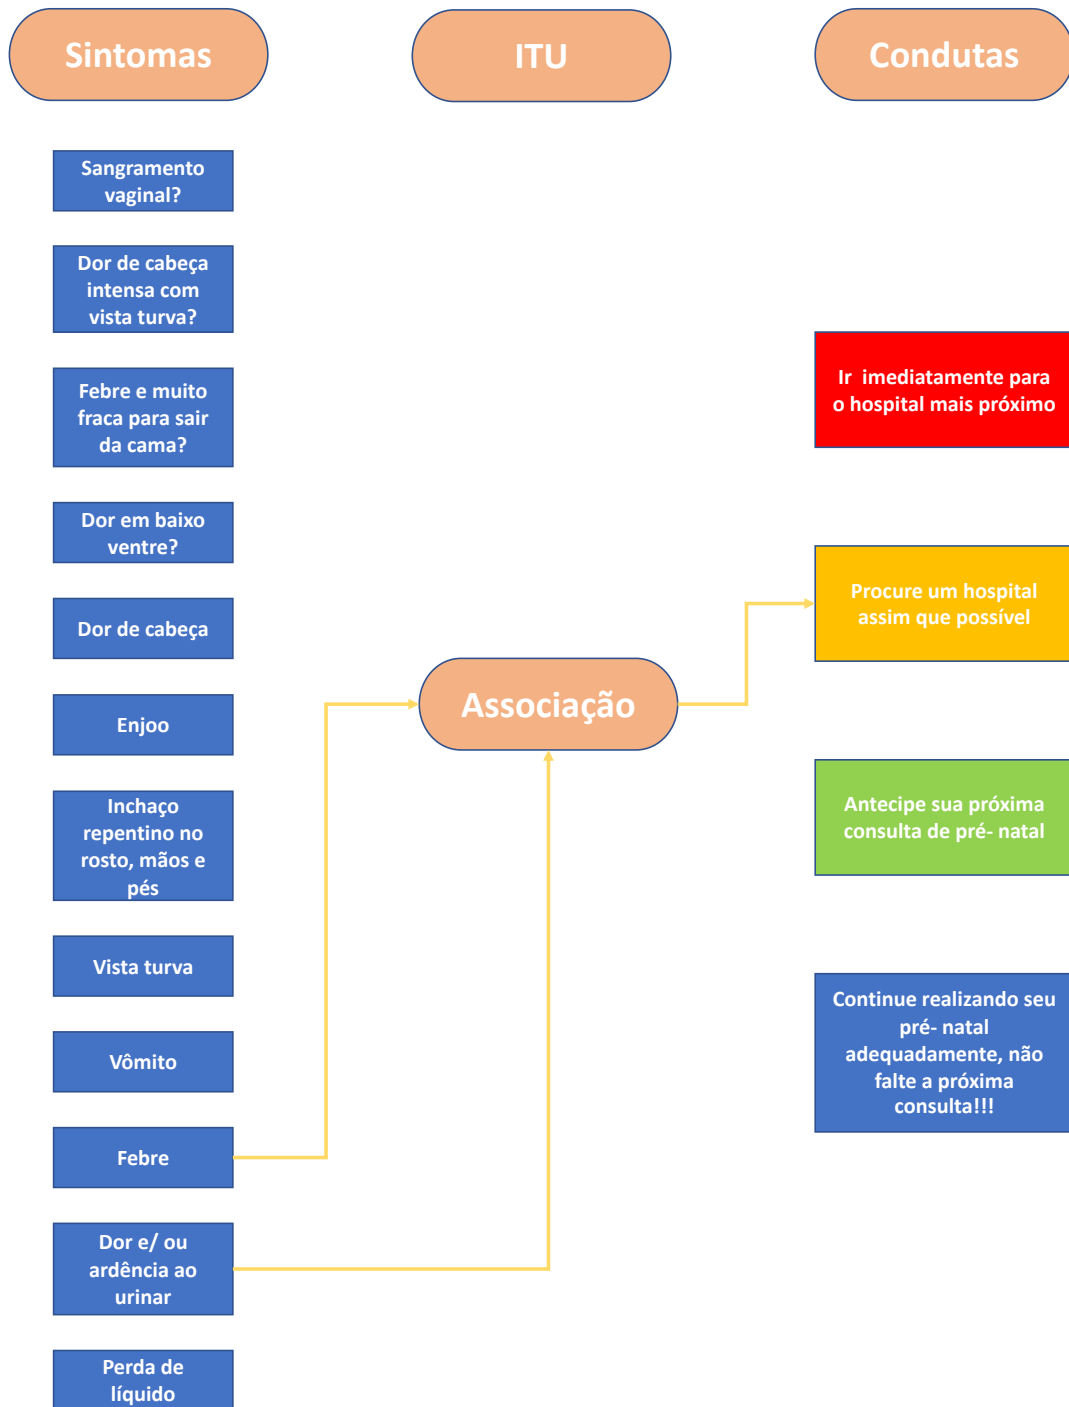 Sintomas
ITU
Condutas
Sangramento
vaginal?
Dor de cabeça
intensa com
vista turva?
Febre e muito
fraca para sair
da cama?
Dor em baixo
ventre?
Dor de cabeça
Enjoo
Inchaço
repentino no
rosto, mãos e
pés
Vista turva
Vômito
Febre
Dor e/ ou
ardência ao
urinar
Perda de
líquido
Associação
Ir  imediatamente para
o hospital mais próximo
Procure um hospital
assim que possível
Antecipe sua próxima
consulta de pré- natal
Continue realizando seu
pré- natal
adequadamente, não
falte a próxima
consulta!!!